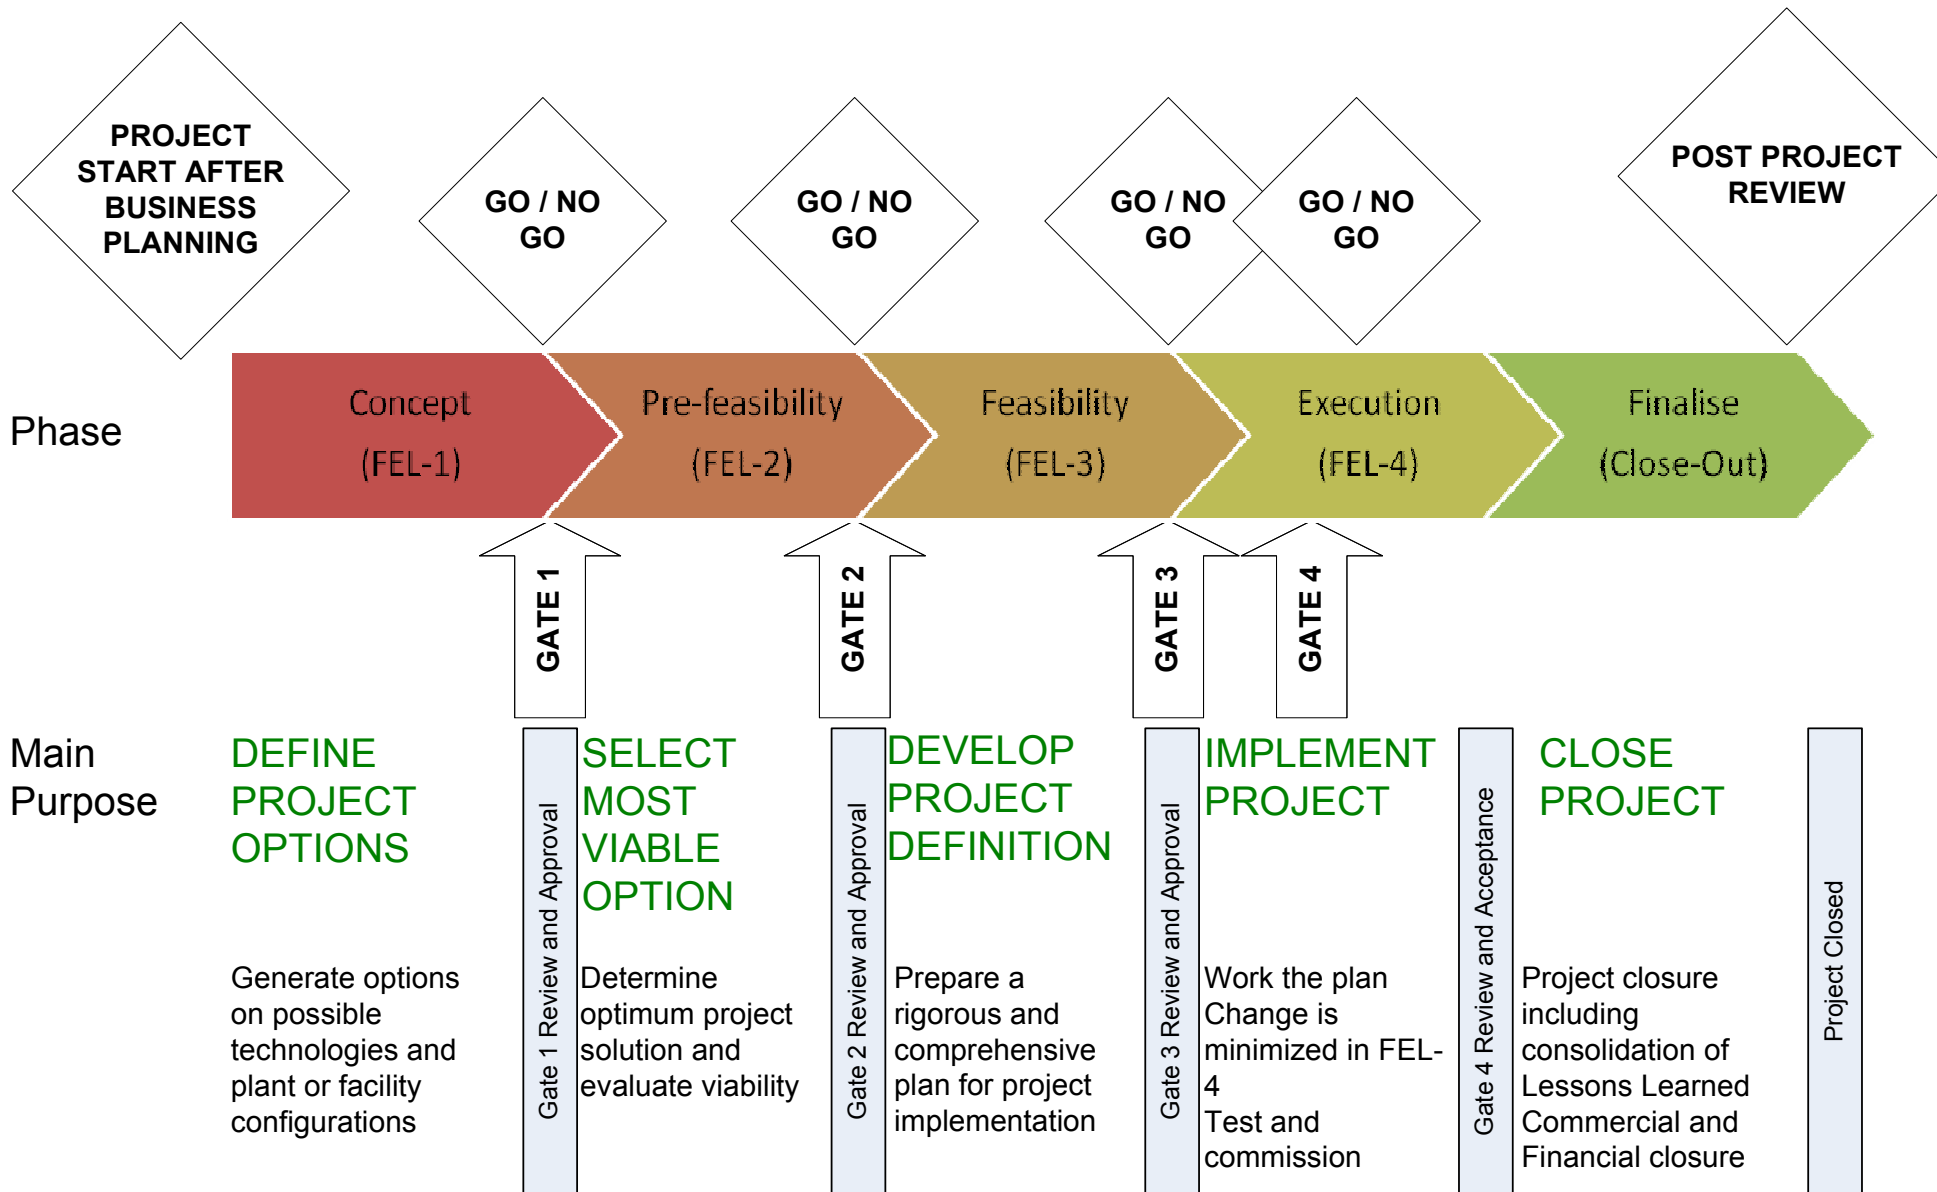 PROJECT
START AFTER
BUSINESS
PLANNING
GO / NO
GO
GO / NO
GO
GO / NO
GO
GO / NO
GO
POST PROJECT
REVIEW
Phase
Concept
(FEL-1)
Pre-feasibility
(FEL-2)
Feasibility
(FEL-3)
Execution
(FEL-4)
Finalise
(Close-Out)
GATE 1
GATE 2
GATE 3
GATE 4
Main
Purpose
DEFINE
PROJECT
OPTIONS
Generate options
on possible
technologies and
plant or facility
configurations
Gate 1 Review and Approval
SELECT
MOST
VIABLE
OPTION
Determine
optimum project
solution and
evaluate viability
Gate 2 Review and Approval
DEVELOP
PROJECT
DEFINITION
Prepare a
rigorous and
comprehensive
plan for project
implementation
Gate 3 Review and Approval
IMPLEMENT
PROJECT
Work the plan
Change is
minimized in FEL-
4
Test and
commission
Gate 4 Review and Acceptance
CLOSE
PROJECT
Project closure
including
consolidation of
Lessons Learned
Commercial and
Financial closure
Project Closed